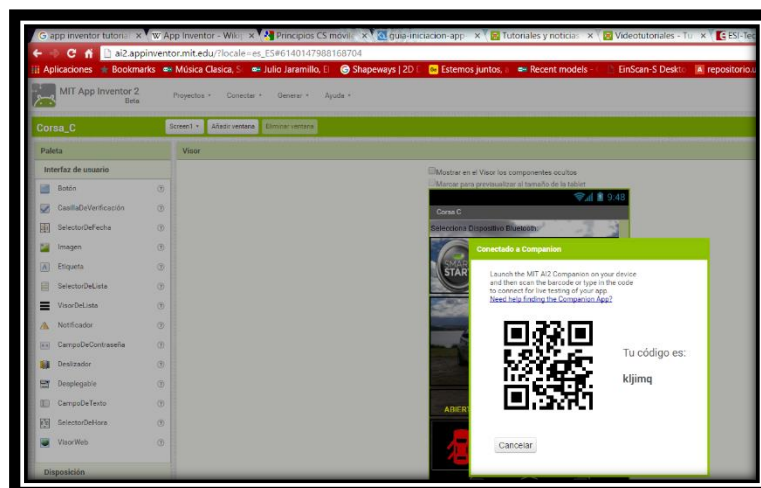 app inventor tutorial
App Inventor - Wiki
Principios CS móvil
guia-iniciacion-app
Tutoriales y noticias
Videotutoriales - Tu
ESI-Tec
ai2.appinventor.mit.edu/?locale=es_ES#6140147988168704
Aplicaciones
Bookmarks
Música Clasica, S
Julio Jaramillo, El
Shapeways | 2D
Estemos juntos,
Recent models -
EinScan-S Deskto
repositorio.u
MIT App Inventor 2
Beta
Proyectos
Conectar
Generar
Ayuda
Corsa_C
Screen1
Añadir ventana
Eliminar ventana
Paleta
Visor
Interfaz de usuario
Botón
CasillaDeVerificación
SelectorDeFecha
Imagen
Etiqueta
SelectorDeLista
VisorDeLista
Notificador
CampoDeContraseña
Deslizador
Desplegable
CampoDeTexto
SelectorDeHora
VisorWeb
Disposición
Mostrar en el Visor los componentes ocultos
Marcar para previsualizar al tamaño de la tablet
9:48
Corsa C
Selecciona Dispositivo Bluetooth:
SMAR
START
ABIER
Conectado a Companion
Launch the MIT AI2 Companion on your device
and then scan the barcode or type in the code
to connect for live testing of your app.
Need help finding the Companion App?
Tu código es:
kljimq
Cancelar